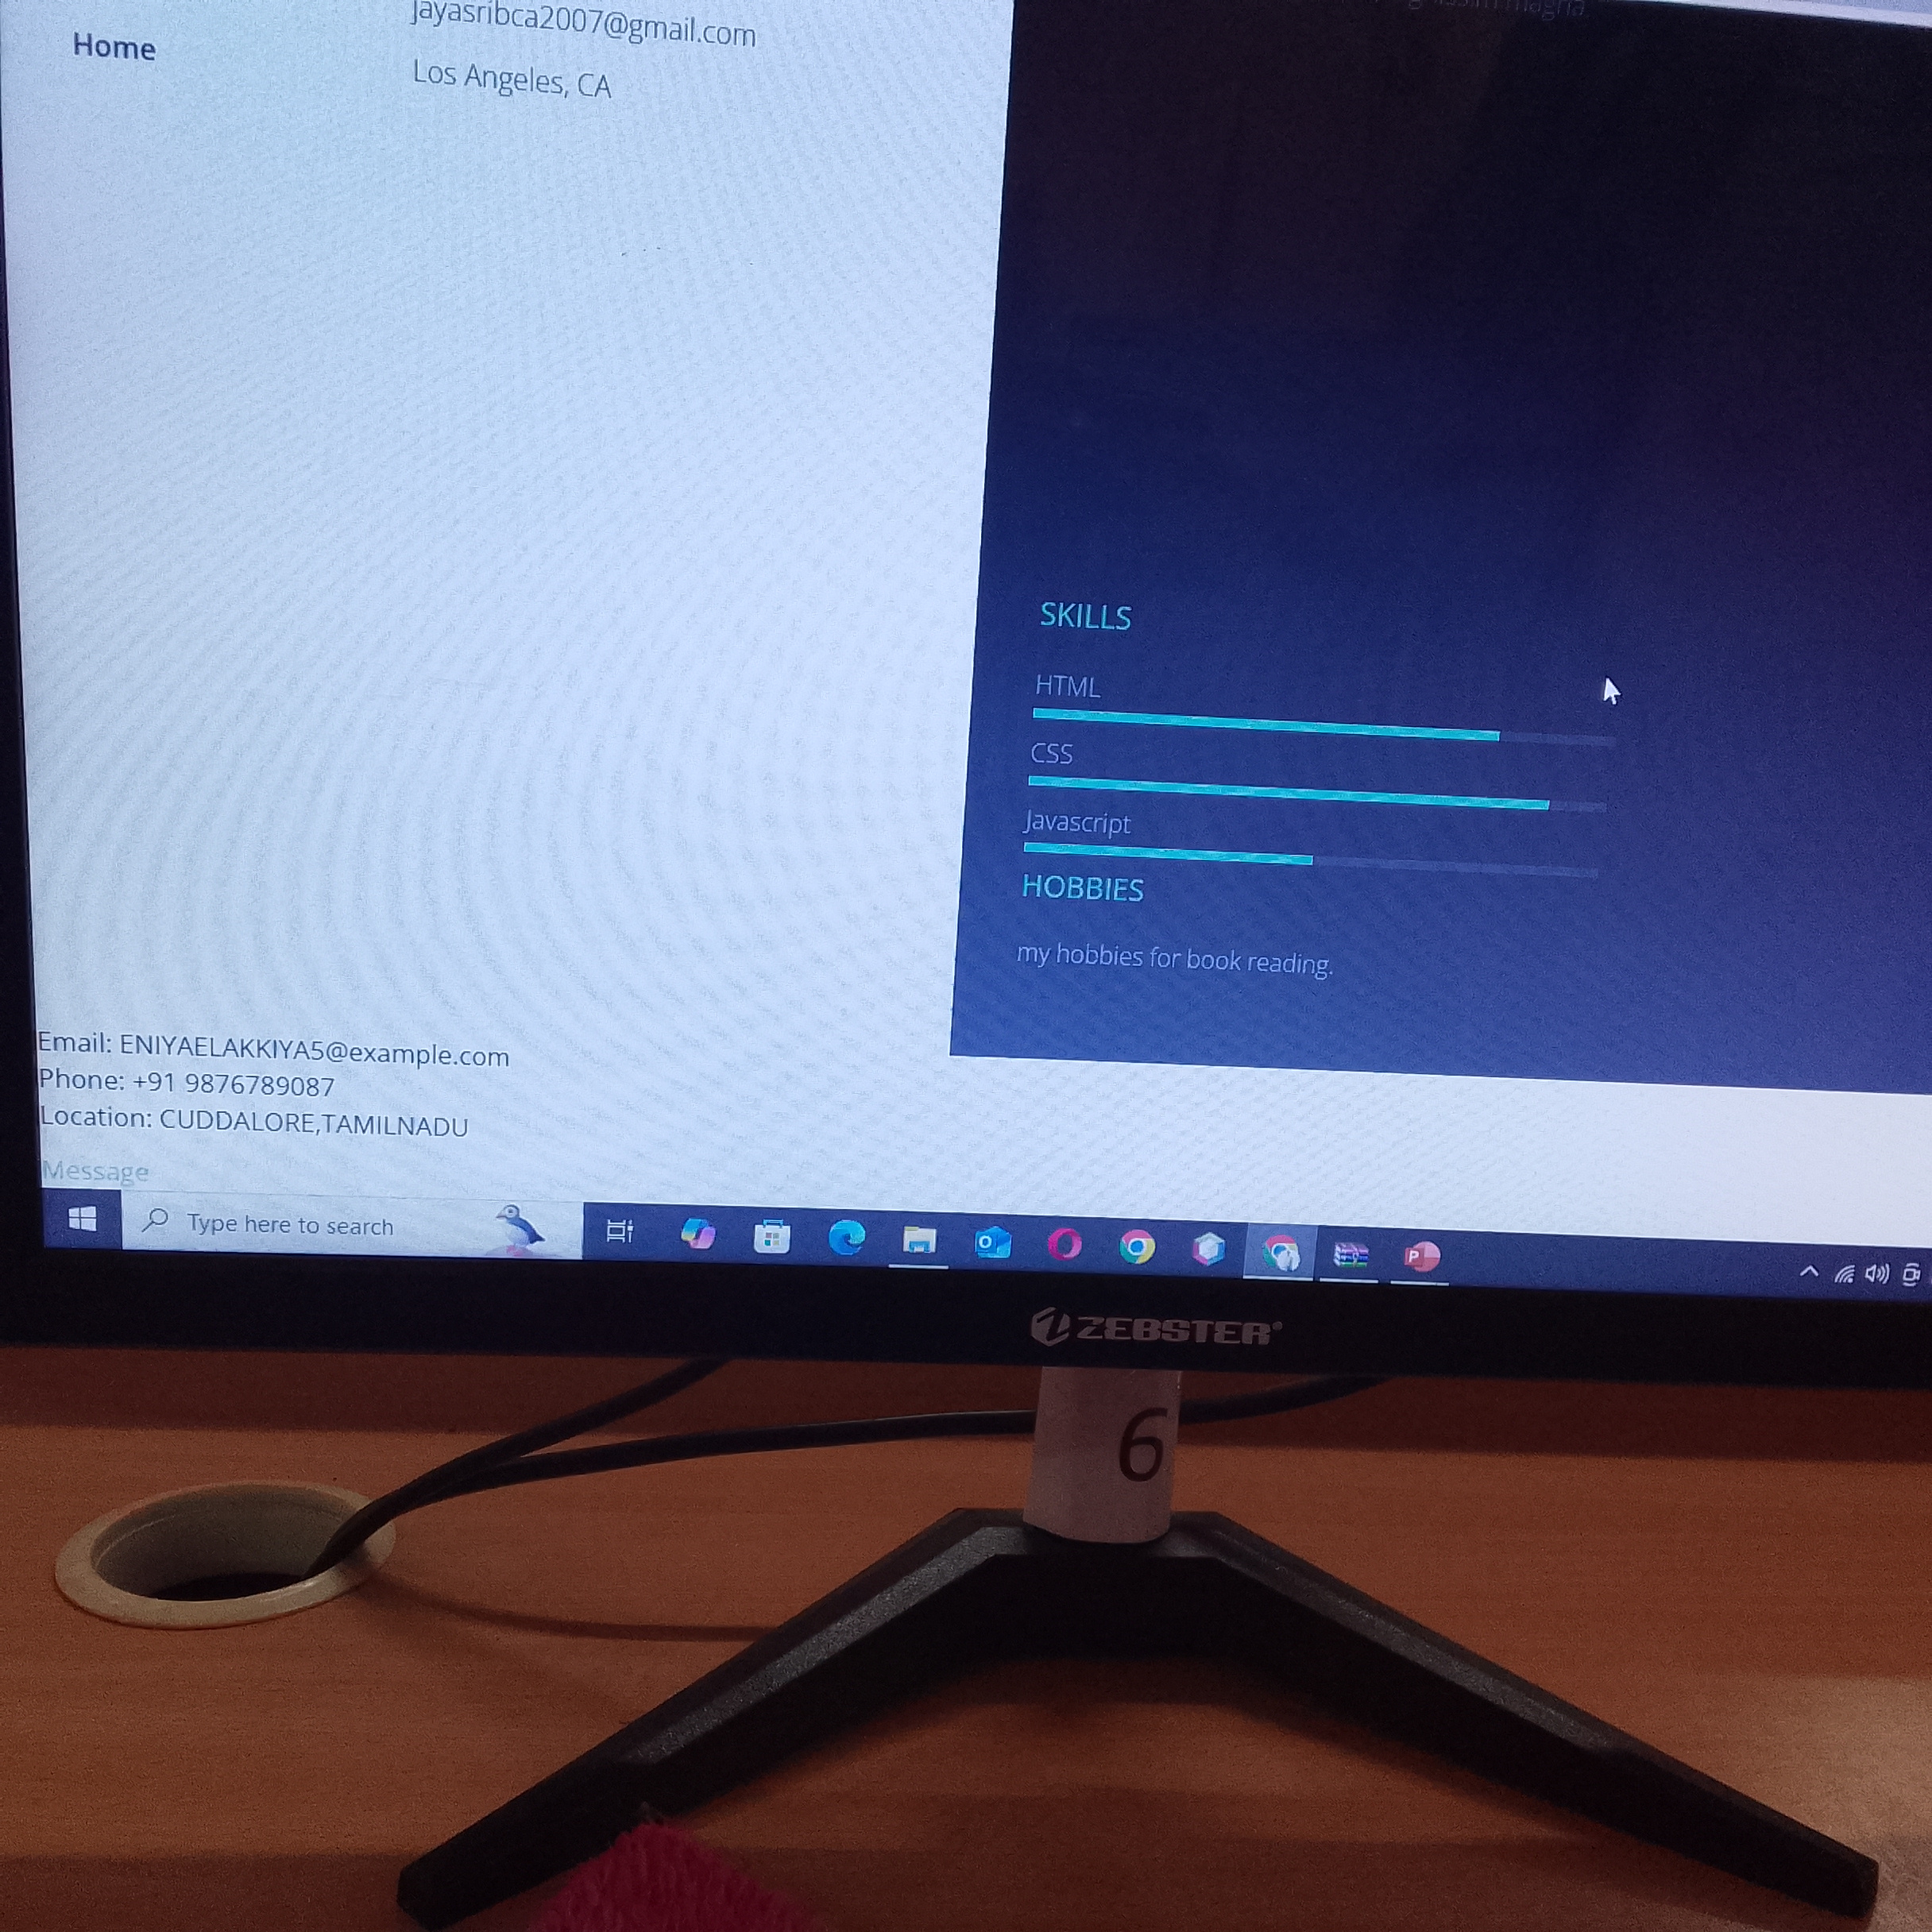 jayasribca2007@gmail.com
Home
Los Angeles, CA
magna
SKILLS
HTML
CSS
Javascript
HOBBIES
my hobbies for book reading.
Email: ENIYAELAKKIYA5@example.com
Phone: +91 9876789087
Location: CUDDALORE,TAMILNADU
Message
Type here to search
ZEBSTER
6